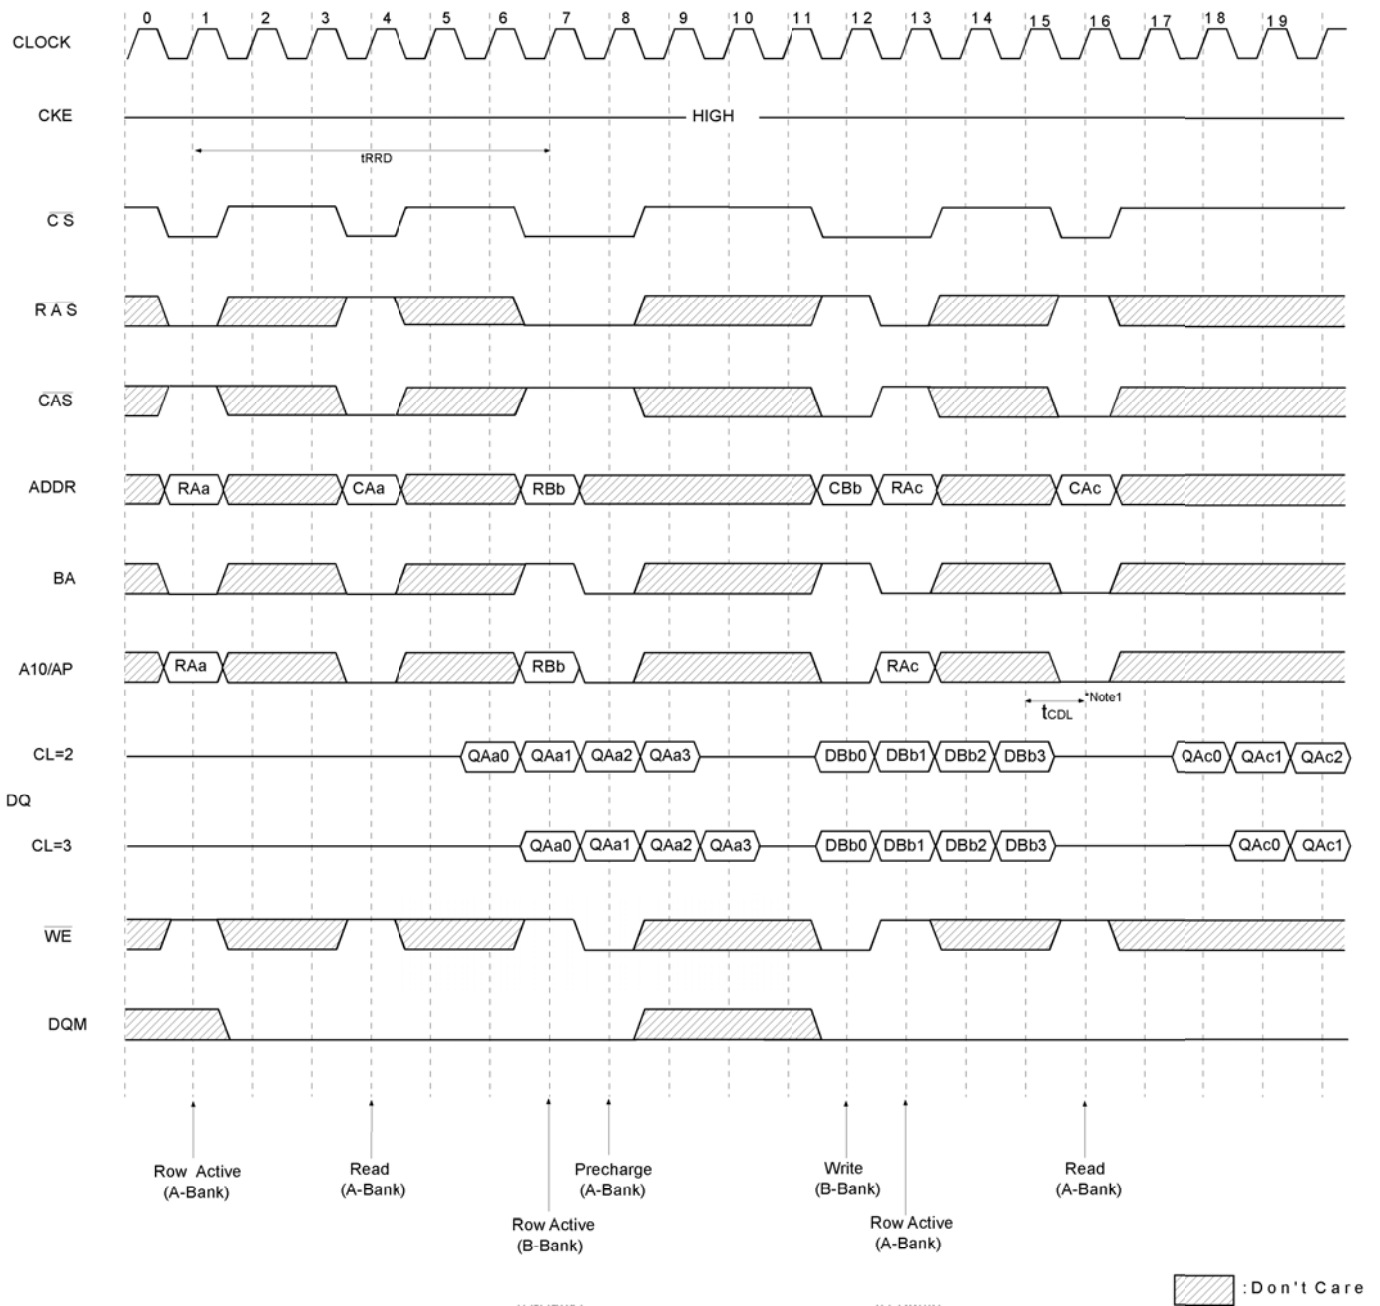 0 1 2 3 4 5 6 7 8 9 10 11 12 13 14 15 16 17 18 19
CLOCK
CKE
HIGH
tRRD
CS
RAS
CAS
ADDR
RAa CAa RBb CBb RAc CAc
BA
A10/AP
RAa RBb RAc
*Note1
tCDL
CL=2
QAa0 QAa1 QAa2 QAa3 DBb0 DBb1 DBb2 DBb3 QAc0 QAc1 QAc2
DQ
CL=3
QAa0 QAa1 QAa2 QAa3 DBb0 DBb1 DBb2 DBb3 QAc0 QAc1
WE
DQM
Row Active
(A-Bank)
Read
(A-Bank)
Row Active
(B-Bank)
Precharge
(A-Bank)
Write
(B-Bank)
Row Active
(A-Bank)
Read
(A-Bank)
:Don't Care